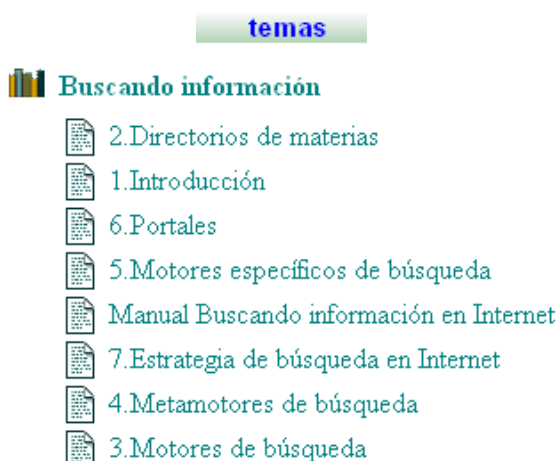 temas
Buscando información
2.Directorios de materias
1.Introducción
6.Portales
5.Motores específicos de búsqueda
Manual Buscando información en Internet
7.Estrategia de búsqueda en Internet
4.Metamotores de búsqueda
3.Motores de búsqueda